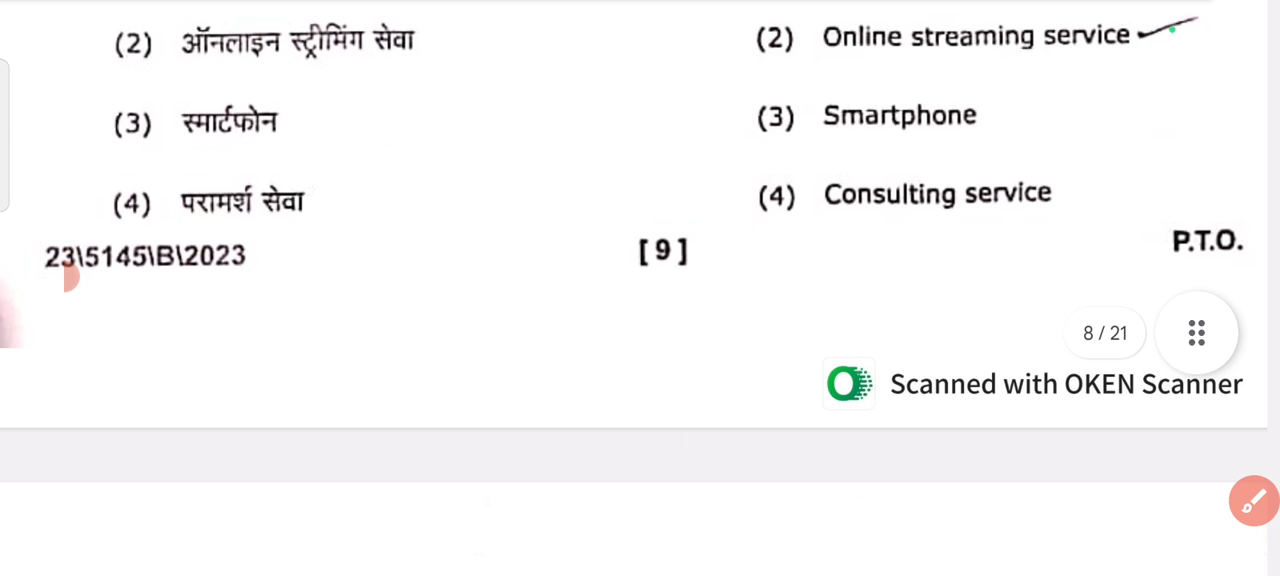 (2) ऑनलाइन स्ट्रीमिंग सेवा
(2) Online streaming service
(3) स्मार्टफोन
(3) Smartphone
(4) परामर्श सेवा
(4) Consulting service
23\5145\B\2023
[9]
P.T.O.
8 / 21
Scanned with OKEN Scanner